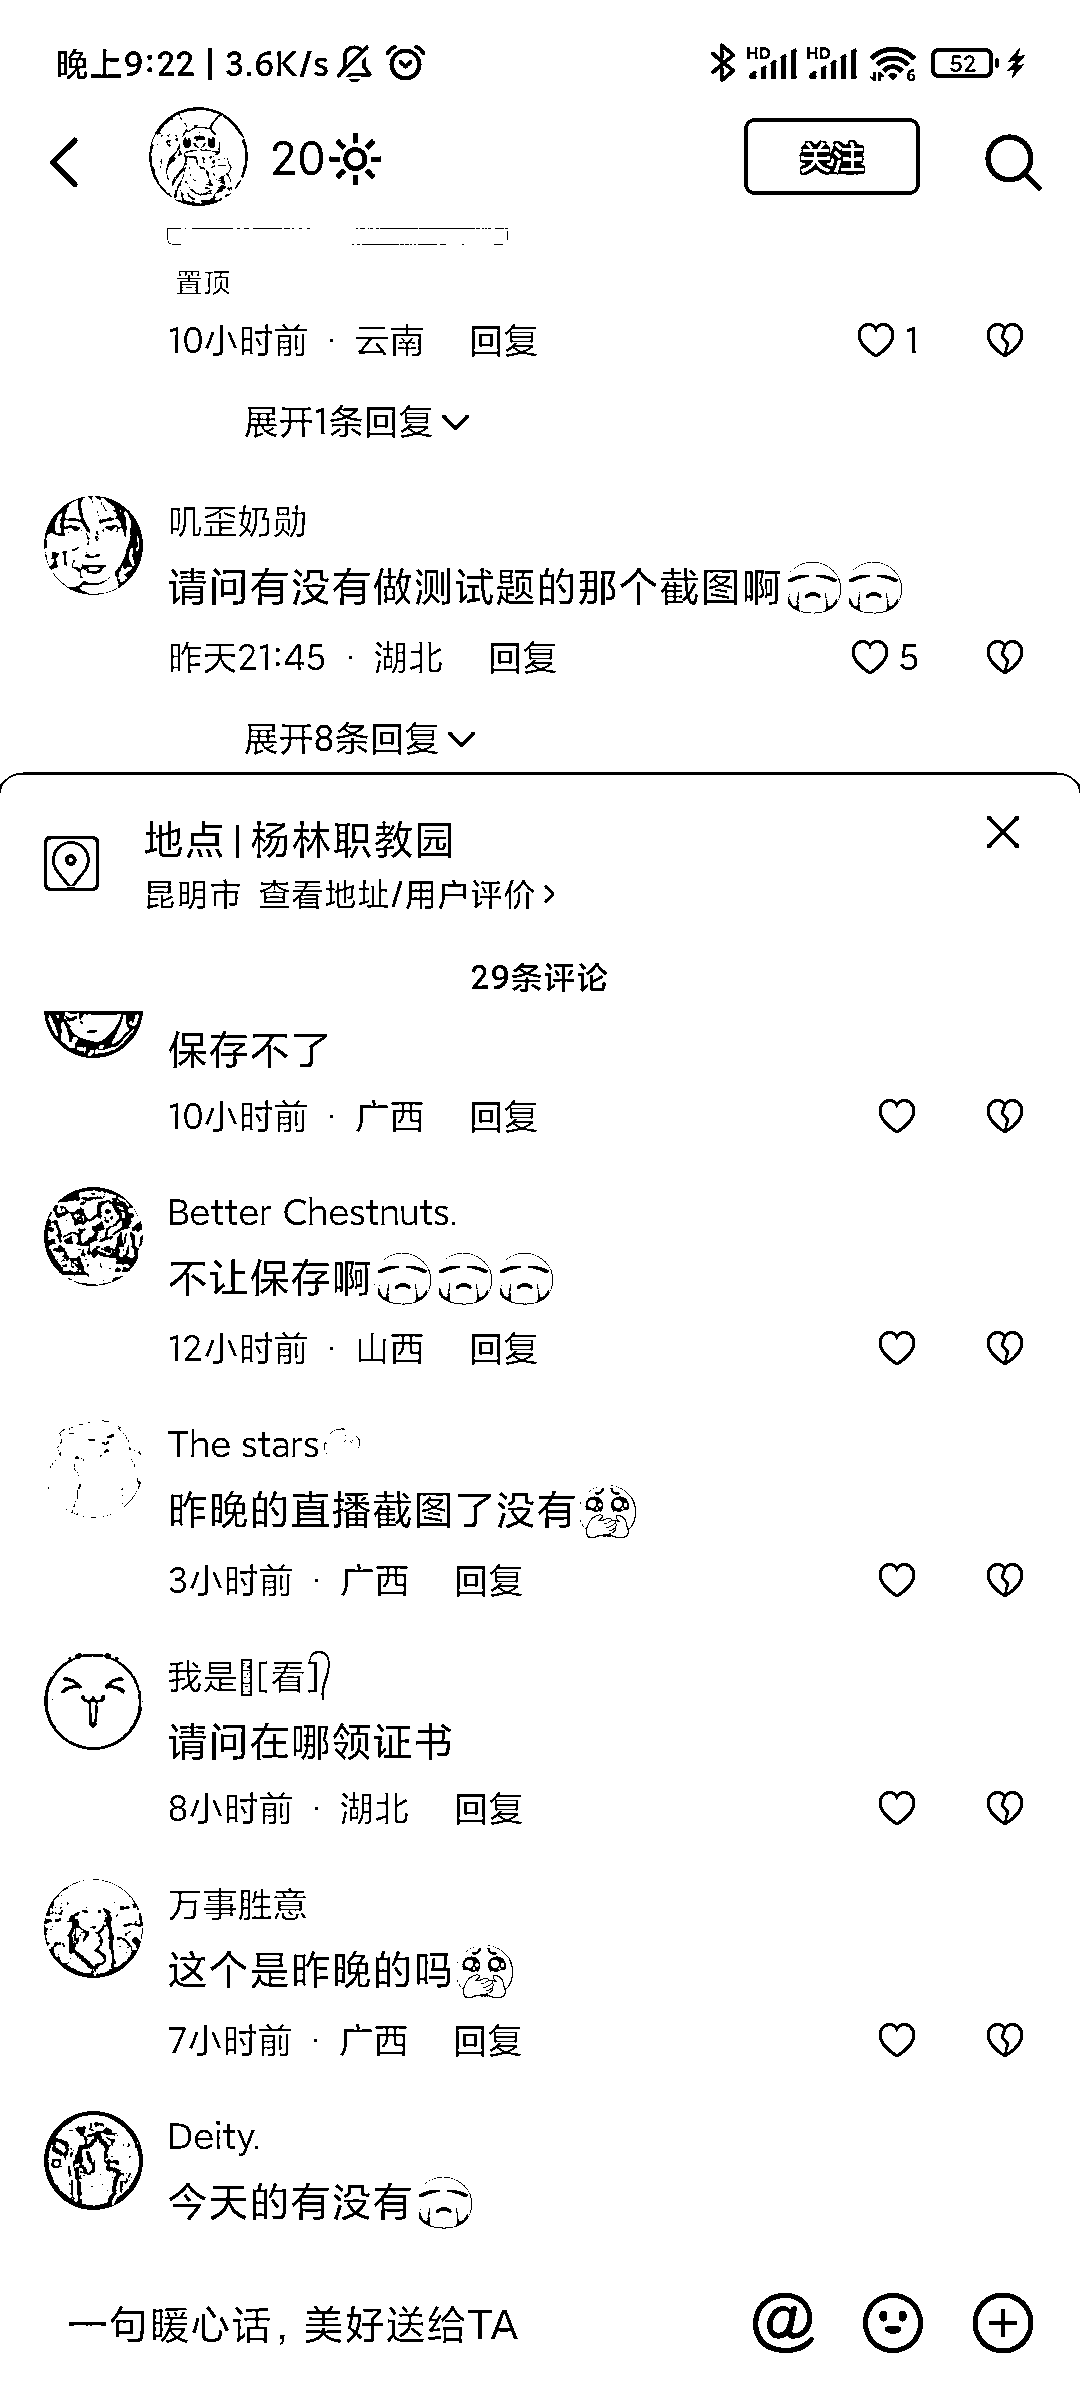 晚上9:22 | 3.6K/s
HD HD 6 52
20
关注
置顶
10小时前 · 云南 回复 1
展开1条回复
叽歪奶勋
请问有没有做测试题的那个截图啊
昨天21:45 · 湖北 回复 5
展开8条回复
地点|杨林职教园
昆明市 查看地址/用户评价>
29条评论
保存不了
10小时前 · 广西 回复
Better Chestnuts.
不让保存啊
12小时前 · 山西 回复
The stars
昨晚的直播截图了没有
3小时前 · 广西 回复
我是[看]
请问在哪领证书
8小时前 · 湖北 回复
万事胜意
这个是昨晚的吗
7小时前 · 广西 回复
Deity.
今天的有没有
一句暖心话，美好送给TA